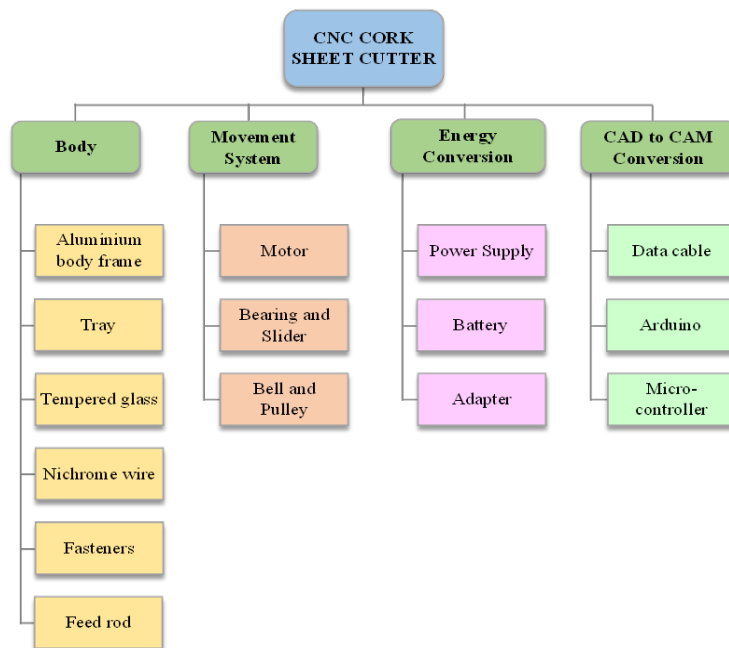 CNC CORK
SHEET CUTTER
Body
Movement
System
Energy
Conversion
CAD to CAM
Conversion
Aluminium
body frame
Tray
Tempered glass
Nichrome wire
Fasteners
Feed rod
Motor
Bearing and
Slider
Bell and
Pulley
Power Supply
Battery
Adapter
Data cable
Arduino
Micro-
controller